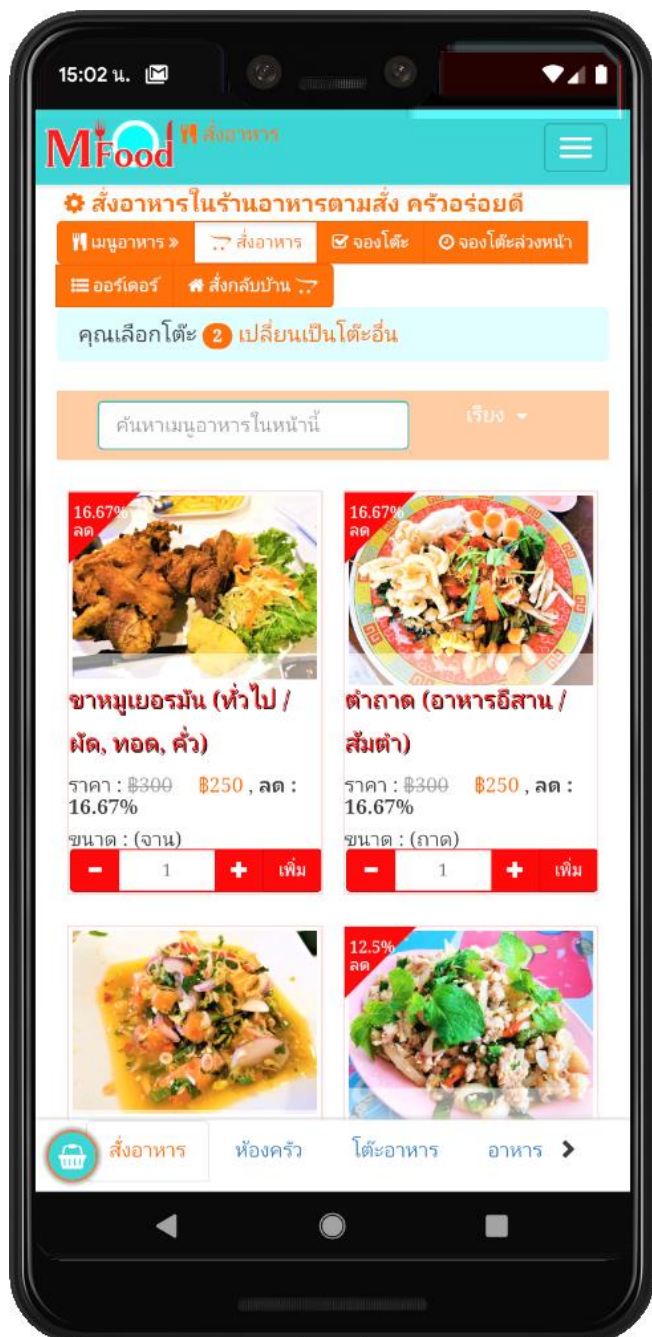 15:02 น.
MFood สั่งอาหาร
สั่งอาหารในร้านอาหารตามสั่ง ครัวอร่อยดี
เมนูอาหาร » สั่งอาหาร จองโต๊ะ จองโต๊ะล่วงหน้า
ออร์เดอร์ สั่งกลับบ้าน
คุณเลือกโต๊ะ 2 เปลี่ยนเป็นโต๊ะอื่น
ค้นหาเมนูอาหารในหน้านี้ เรียง
16.67%
ลด
ขาหมูเยอรมัน (ทั่วไป /
ผัด, ทอด, คั่ว)
ราคา : ฿300 ฿250 , ลด :
16.67%
ขนาด : (จาน)
- 1 + เพิ่ม
16.67%
ลด
ตำถาด (อาหารอีสาน /
ส้มตำ)
ราคา : ฿300 ฿250 , ลด :
16.67%
ขนาด : (ถาด)
- 1 + เพิ่ม
12.5%
ลด
สั่งอาหาร ห้องครัว โต๊ะอาหาร อาหาร